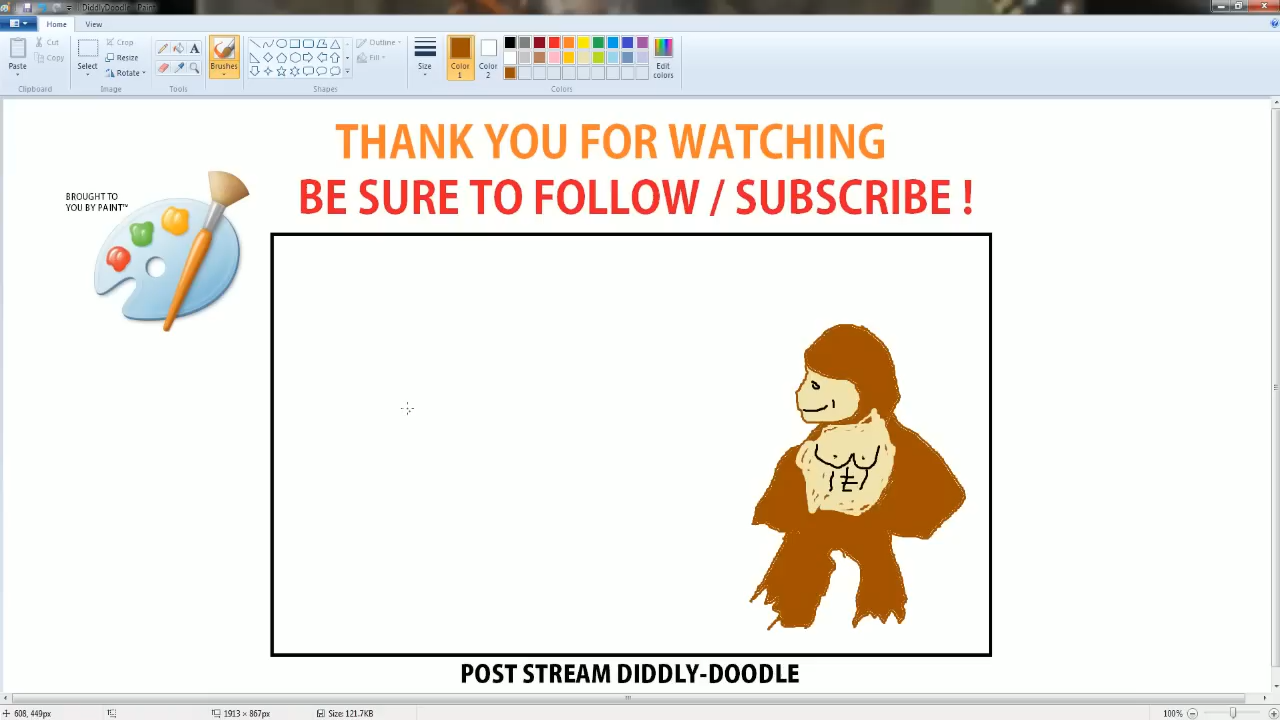 DiddlyDoodle - Paint
Home
View
Paste
Cut
Copy
Clipboard
Select
Crop
Resize
Rotate
Image
A
Tools
Brushes
Outline
Fill
Shapes
Size
Color
1
Color
2
Edit
colors
Colors
THANK YOU FOR WATCHING
BE SURE TO FOLLOW / SUBSCRIBE !
BROUGHT TO
YOU BY PAINT™
POST STREAM DIDDLY-DOODLE
608, 449px
1913 × 867px
Size: 121.7KB
100%